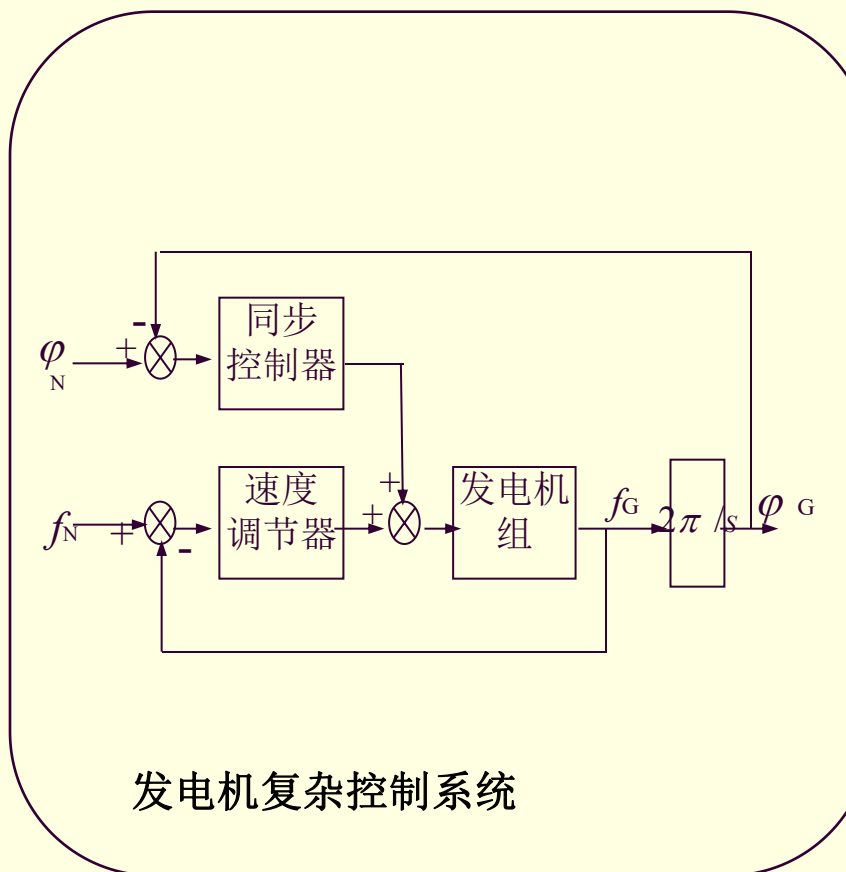 -
同步
控制器
φ
N
+
+
速度
调节器
+
发电机
组
fG
2π/s
φ G
fN
+
-
发电机复杂控制系统